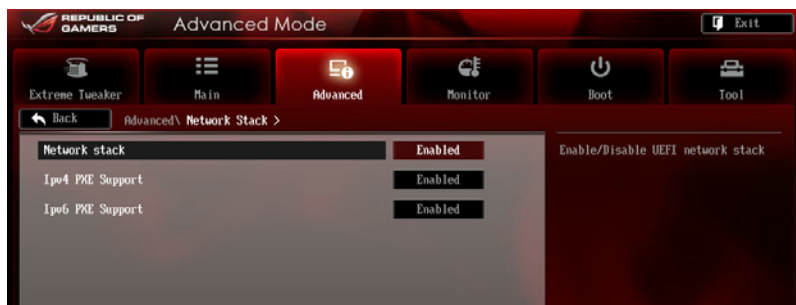 REPUBLIC OF
GAMERS
Advanced Mode
Exit
Extreme Tweaker
Main
Advanced
Monitor
Boot
Tool
Back
Advanced\ Network Stack >
Network stack Enabled
Enable/Disable UEFI network stack
Ipv4 PXE Support Enabled
Ipv6 PXE Support Enabled